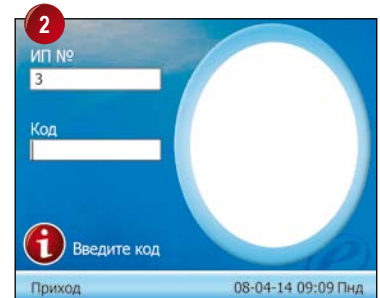 2
ИП №
3
Код
i Введите код
Приход 08-04-14 09:09 Пнд